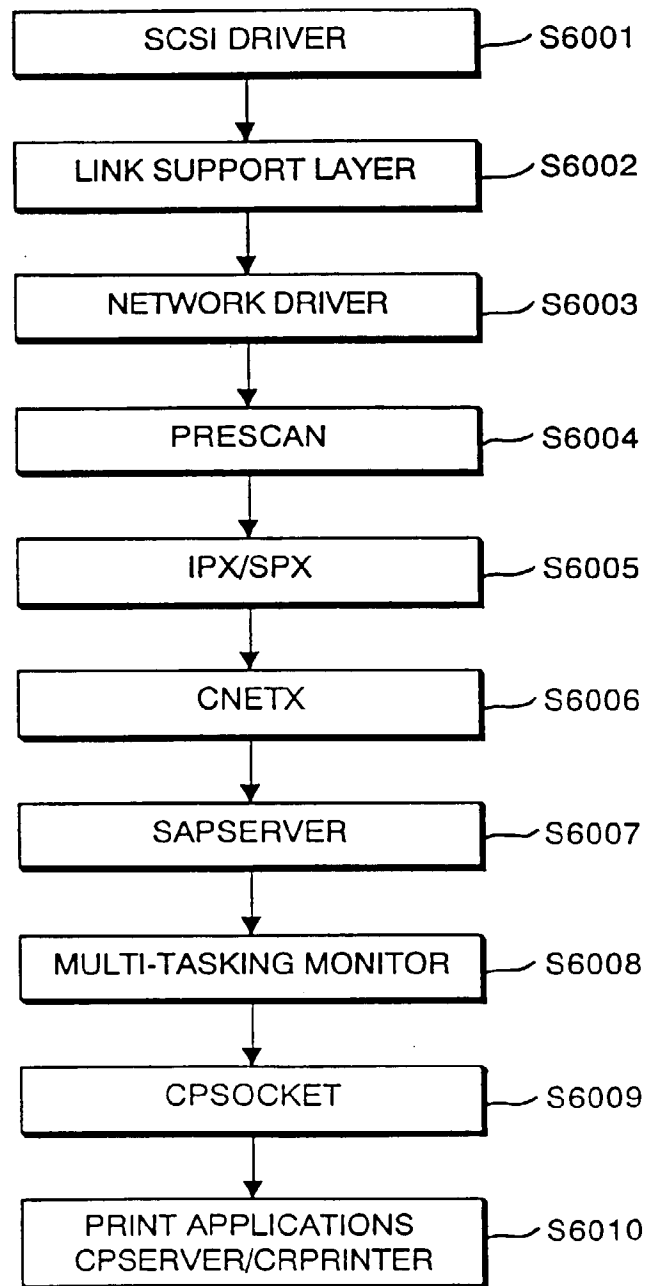 SCSI DRIVER S6001
LINK SUPPORT LAYER S6002
NETWORK DRIVER S6003
PRESCAN S6004
IPX/SPX S6005
CNETX S6006
SAPSERVER S6007
MULTI-TASKING MONITOR S6008
CPSOCKET S6009
PRINT APPLICATIONS
CPSERVER/CRPRINTER S6010